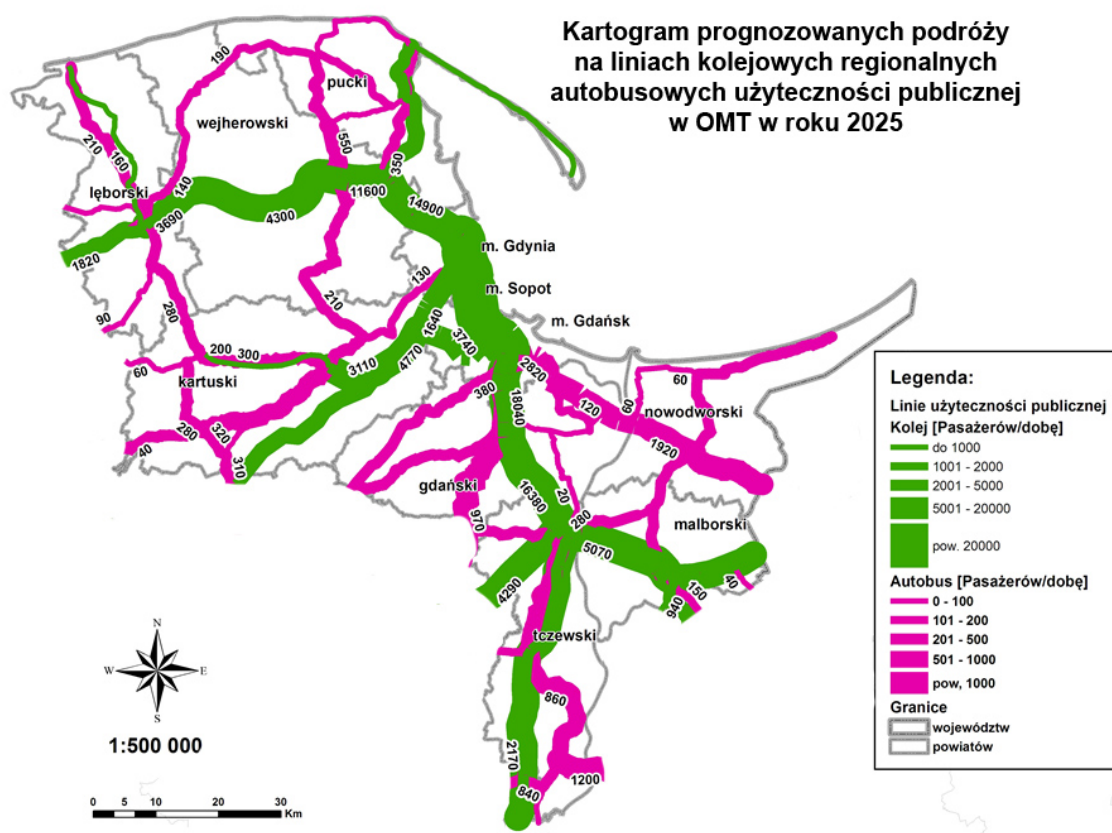 Kartogram prognozowanych podróży
na liniach kolejowych regionalnych
autobusowych użyteczności publicznej
w OMT w roku 2025
190
pucki
wejherowski
550
210
160
350
140
lęborski
11600
14900
3690
4300
1820
m. Gdynia
130
m. Sopot
280
210
90
1640
m. Gdańsk
3740
200 300
3110
4770
2820
60
kartuski
380
60
120
60
18040
nowodworski
280
320
40
1920
310
gdański
16380
20
970
280
malborski
5070
4290
150
40
940
tczewski
860
2170
1200
840
Legenda:
Linie użyteczności publicznej
Kolej [Pasażerów/dobę]
do 1000
1001 - 2000
2001 - 5000
5001 - 20000
pow. 20000
Autobus [Pasażerów/dobę]
0 - 100
101 - 200
201 - 500
501 - 1000
pow, 1000
Granice
województw
powiatów
N
W E
S
1:500 000
0 5 10 20 30
Km